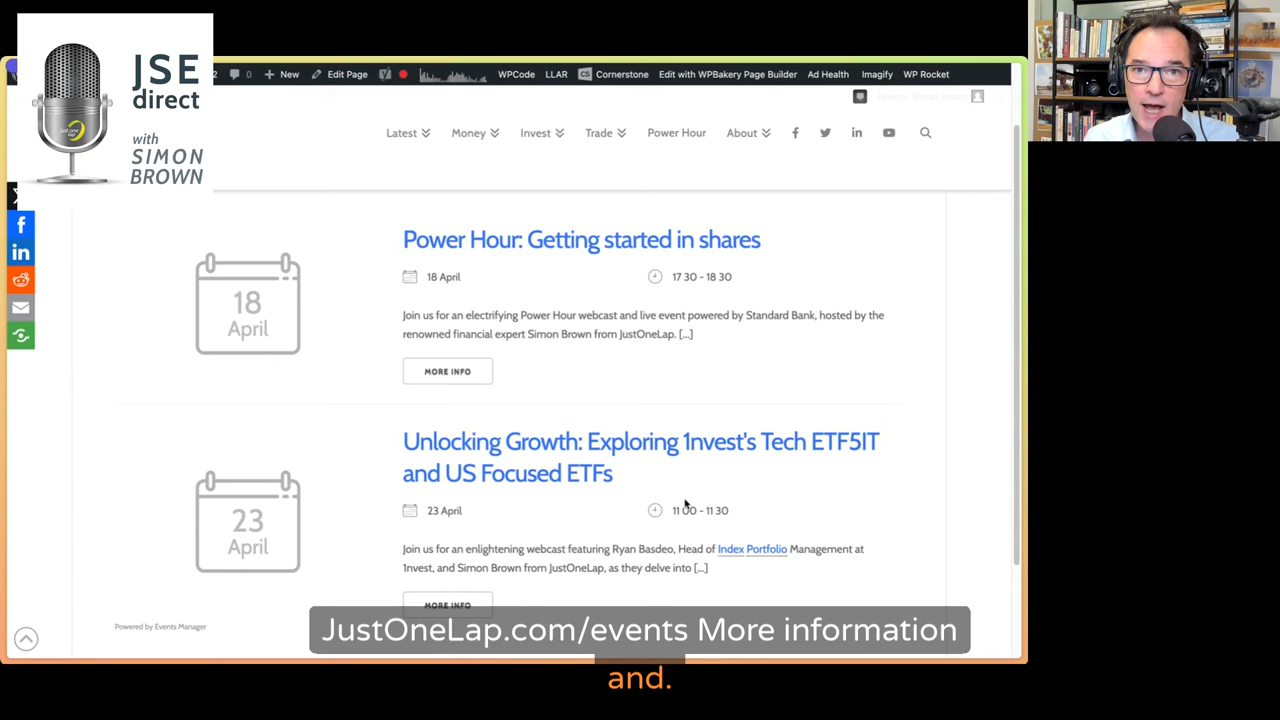 JSE
direct
with
SIMON
BROWN
just one
lap
2 0 New Edit Page WPCode LLAR CS Cornerstone Edit with WPBakery Page Builder Ad Health Imagify WP Rocket
Latest Money Invest Trade Power Hour About
Power Hour: Getting started in shares
18 April 17 30 - 18 30
18
April
Join us for an electrifying Power Hour webcast and live event powered by Standard Bank, hosted by the
renowned financial expert Simon Brown from JustOneLap. [...]
MORE INFO
Unlocking Growth: Exploring 1nvest's Tech ETF5IT
and US Focused ETFs
23 April 11 00 - 11 30
23
April
Join us for an enlightening webcast featuring Ryan Basdeo, Head of Index Portfolio Management at
1nvest, and Simon Brown from JustOneLap, as they delve into [...]
MORE INFO
Powered by Events Manager
JustOneLap.com/events More information
and.